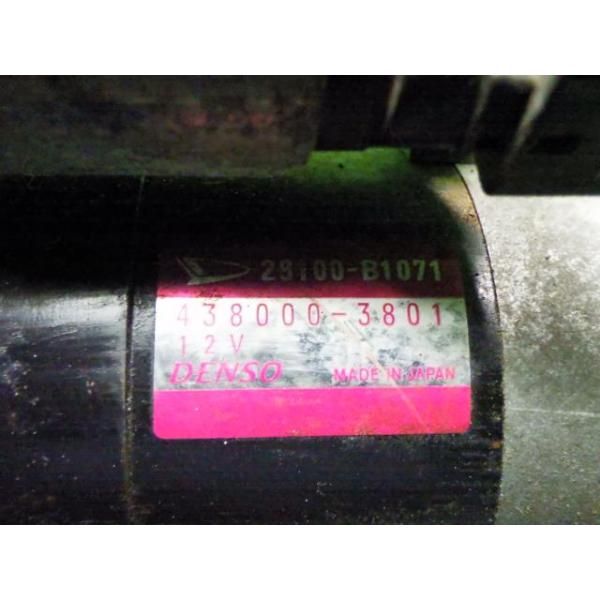 28100-B1071
438000-3801
12V
DENSO MADE IN JAPAN